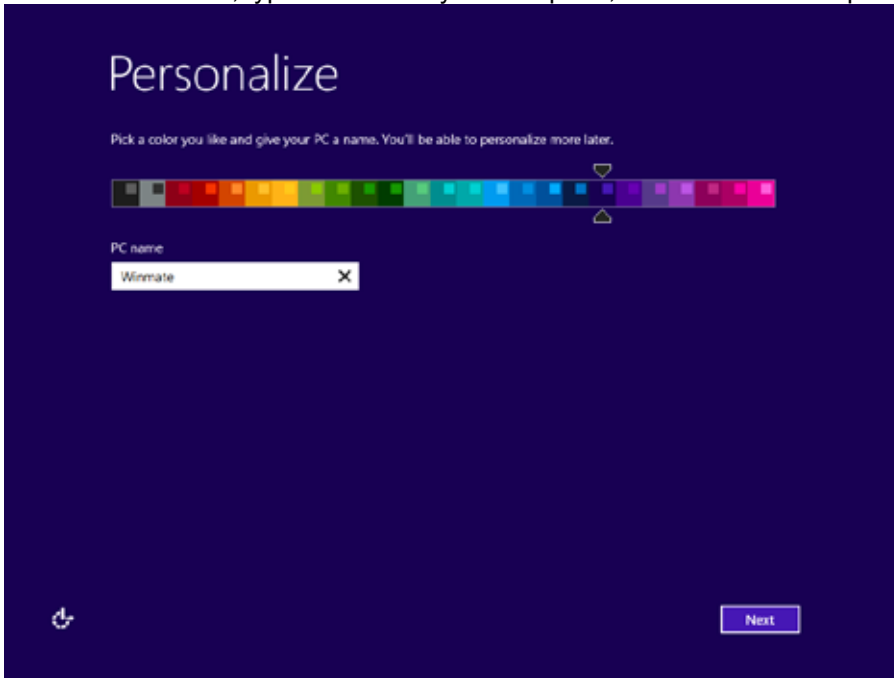 Personalize
Pick a color you like and give your PC a name. You'll be able to personalize more later.
PC name
Winmate
Next